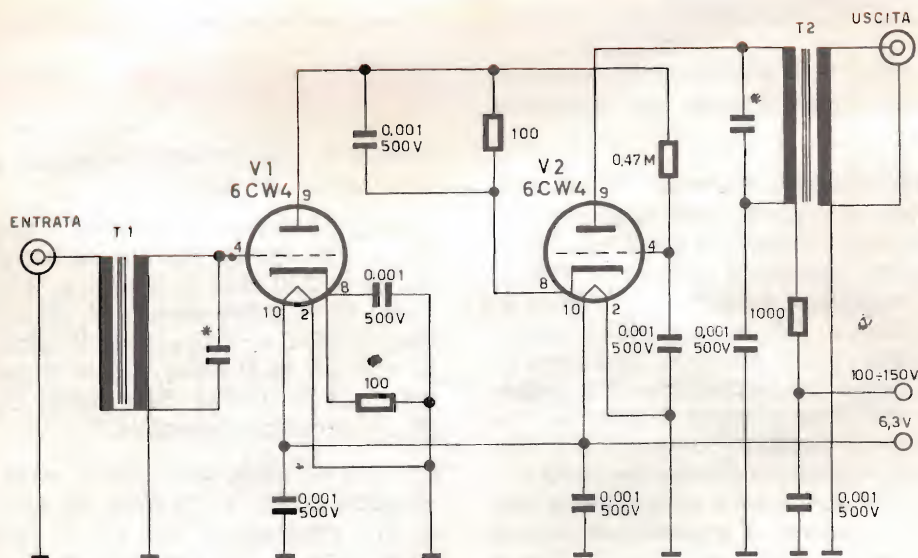 T2
USCITA
*
0,001
500V
100
0,47M
V1
6CW4
9
V2
6CW4
9
ENTRATA
T1
4
*
8
0.001
500V
10
2
100
8
4
10
2
0,001
500V
0,001
500V
1000
100÷150V
6,3V
0,001
500V
0,001
500V
0,001
500V